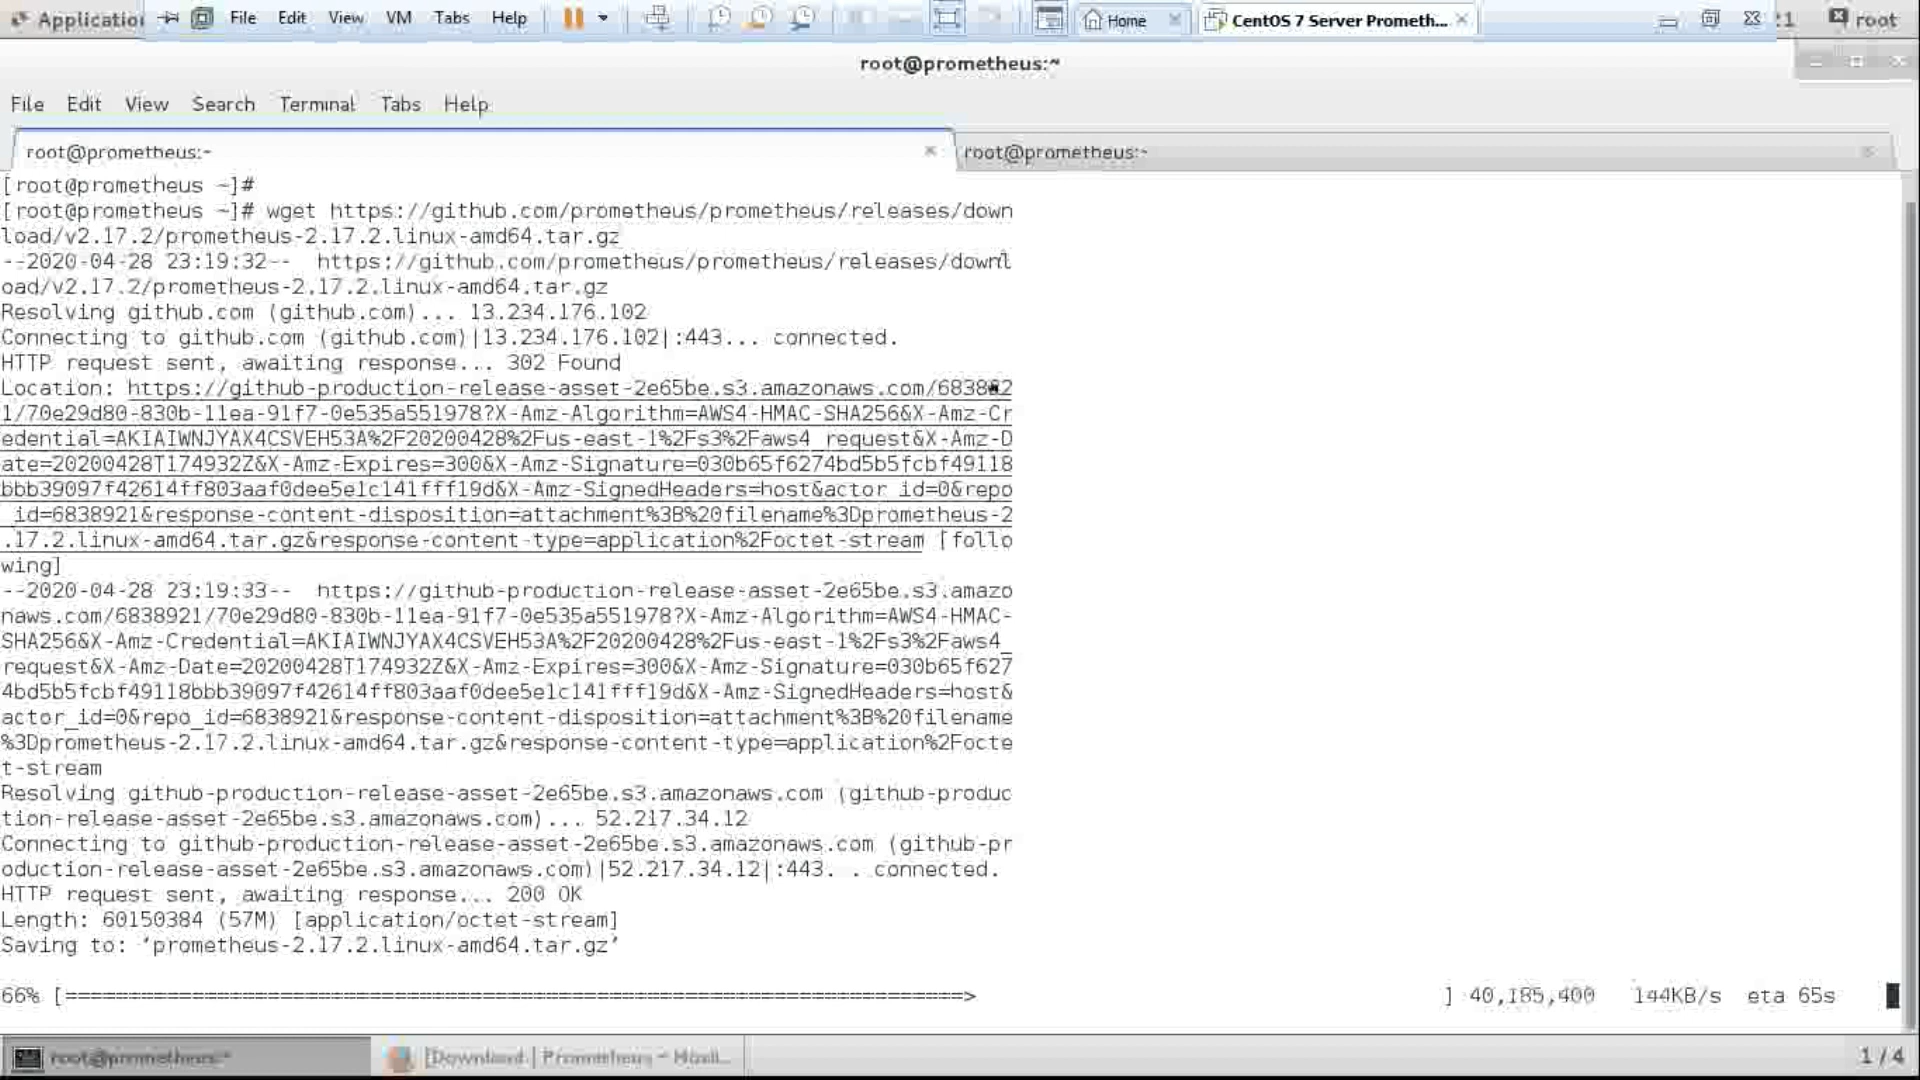 Application File Edit View VM Tabs Help Home CentOS 7 Server Prometh... root
root@prometheus:~
File Edit View Search Terminal Tabs Help
root@prometheus:~ root@prometheus:~
[root@prometheus ~]#
[root@prometheus ~]# wget https://github.com/prometheus/prometheus/releases/down
load/v2.17.2/prometheus-2.17.2.linux-amd64.tar.gz
--2020-04-28 23:19:32--  https://github.com/prometheus/prometheus/releases/downl
oad/v2.17.2/prometheus-2.17.2.linux-amd64.tar.gz
Resolving github.com (github.com)... 13.234.176.102
Connecting to github.com (github.com)|13.234.176.102|:443... connected.
HTTP request sent, awaiting response... 302 Found
Location: https://github-production-release-asset-2e65be.s3.amazonaws.com/683892
1/70e29d80-830b-11ea-91f7-0e535a551978?X-Amz-Algorithm=AWS4-HMAC-SHA256&X-Amz-Cr
edential=AKIAIWNJYAX4CSVEH53A%2F20200428%2Fus-east-1%2Fs3%2Faws4_request&X-Amz-D
ate=20200428T174932Z&X-Amz-Expires=300&X-Amz-Signature=030b65f6274bd5b5fcbf49118
bbb39097f42614ff803aaf0dee5e1c141fff19d&X-Amz-SignedHeaders=host&actor_id=0&repo
_id=6838921&response-content-disposition=attachment%3B%20filename%3Dprometheus-2
.17.2.linux-amd64.tar.gz&response-content-type=application%2Foctet-stream [follo
wing]
--2020-04-28 23:19:33--  https://github-production-release-asset-2e65be.s3.amazo
naws.com/6838921/70e29d80-830b-11ea-91f7-0e535a551978?X-Amz-Algorithm=AWS4-HMAC-
SHA256&X-Amz-Credential=AKIAIWNJYAX4CSVEH53A%2F20200428%2Fus-east-1%2Fs3%2Faws4_
request&X-Amz-Date=20200428T174932Z&X-Amz-Expires=300&X-Amz-Signature=030b65f627
4bd5b5fcbf49118bbb39097f42614ff803aaf0dee5e1c141fff19d&X-Amz-SignedHeaders=host&
actor_id=0&repo_id=6838921&response-content-disposition=attachment%3B%20filename
%3Dprometheus-2.17.2.linux-amd64.tar.gz&response-content-type=application%2Focte
t-stream
Resolving github-production-release-asset-2e65be.s3.amazonaws.com (github-produc
tion-release-asset-2e65be.s3.amazonaws.com)... 52.217.34.12
Connecting to github-production-release-asset-2e65be.s3.amazonaws.com (github-pr
oduction-release-asset-2e65be.s3.amazonaws.com)|52.217.34.12|:443... connected.
HTTP request sent, awaiting response... 200 OK
Length: 60150384 (57M) [application/octet-stream]
Saving to: ‘prometheus-2.17.2.linux-amd64.tar.gz’
66% [=======================================================================> ] 40,185,400 144KB/s eta 65s
root@prometheus:~ [Download | Prometheus – Mozil... 1 / 4